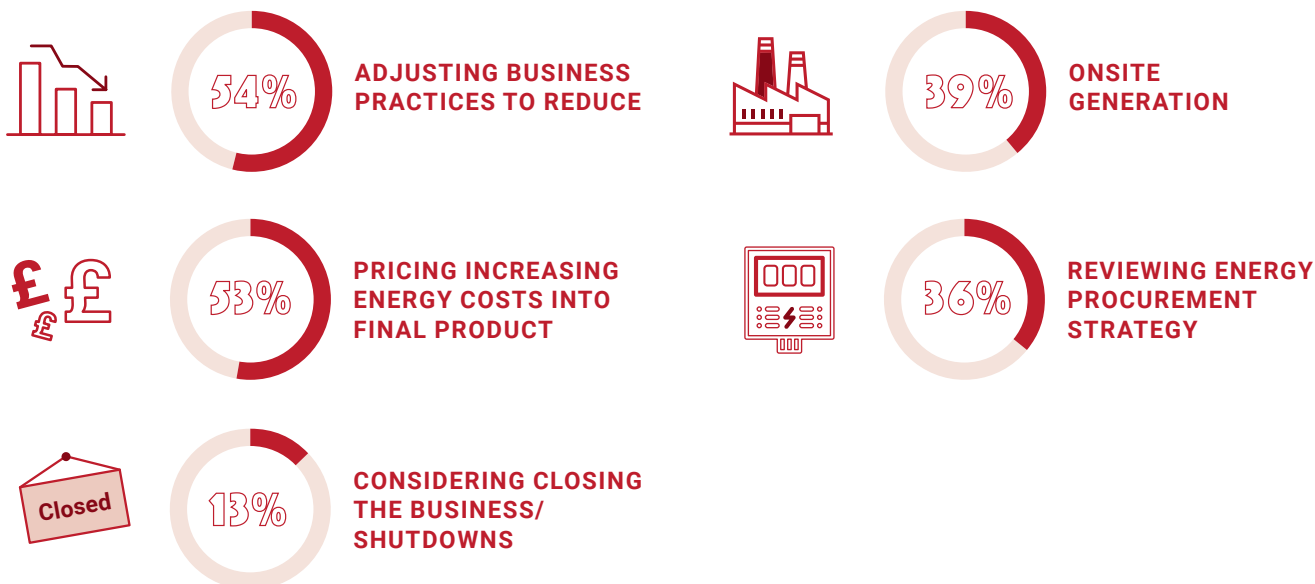 54%
ADJUSTING BUSINESS
PRACTICES TO REDUCE
39%
ONSITE
GENERATION
£
£
£
53%
PRICING INCREASING
ENERGY COSTS INTO
FINAL PRODUCT
000
36%
REVIEWING ENERGY
PROCUREMENT
STRATEGY
Closed
13%
CONSIDERING CLOSING
THE BUSINESS/
SHUTDOWNS